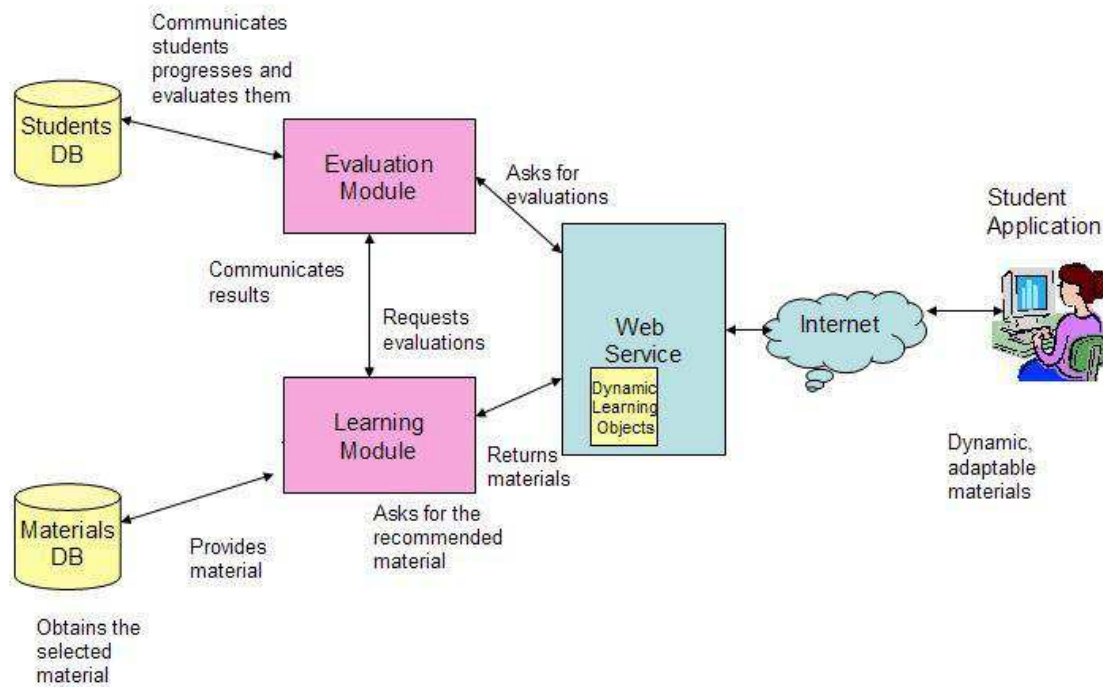 Communicates
students
progresses and
evaluates them
Students
DB
Evaluation
Module
Asks for
evaluations
Student
Application
Communicates
results
Requests
evaluations
Web
Service
Dynamic
Learning
Objects
Internet
Learning
Module
Returns
materials
Dynamic,
adaptable
materials
Materials
DB
Provides
material
Asks for the
recommended
material
Obtains the
selected
material